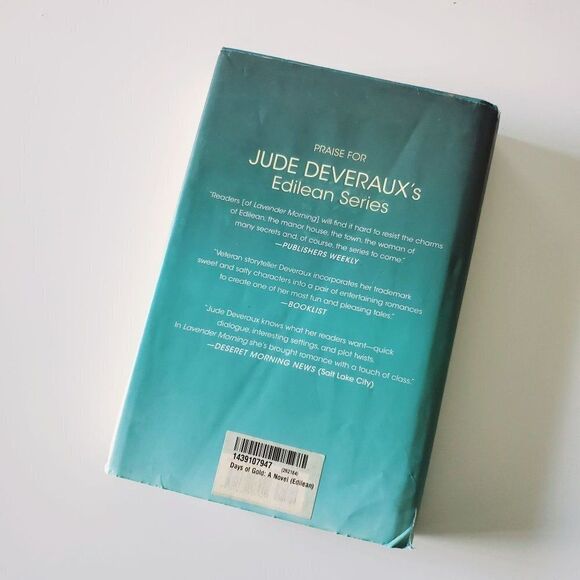 PRAISE FOR
JUDE DEVERAUX's
Edilean Series
"Readers [of Lavender Morning] will find it hard to resist the charms
of Edilean, the manor house, the town, the woman of
many secrets and, of course, the series to come."
—PUBLISHERS WEEKLY
"Veteran storyteller Deveraux incorporates her trademark
sweet and salty characters into a pair of entertaining romances
to create one of her most fun and pleasing tales."
—BOOKLIST
"Jude Deveraux knows what her readers want—quick
dialogue, interesting settings, and plot twists.
In Lavender Morning she's brought romance with a touch of class."
—DESERET MORNING NEWS (Salt Lake City)
1439107947 (262164)
Days of Gold: A Novel (Edilean)